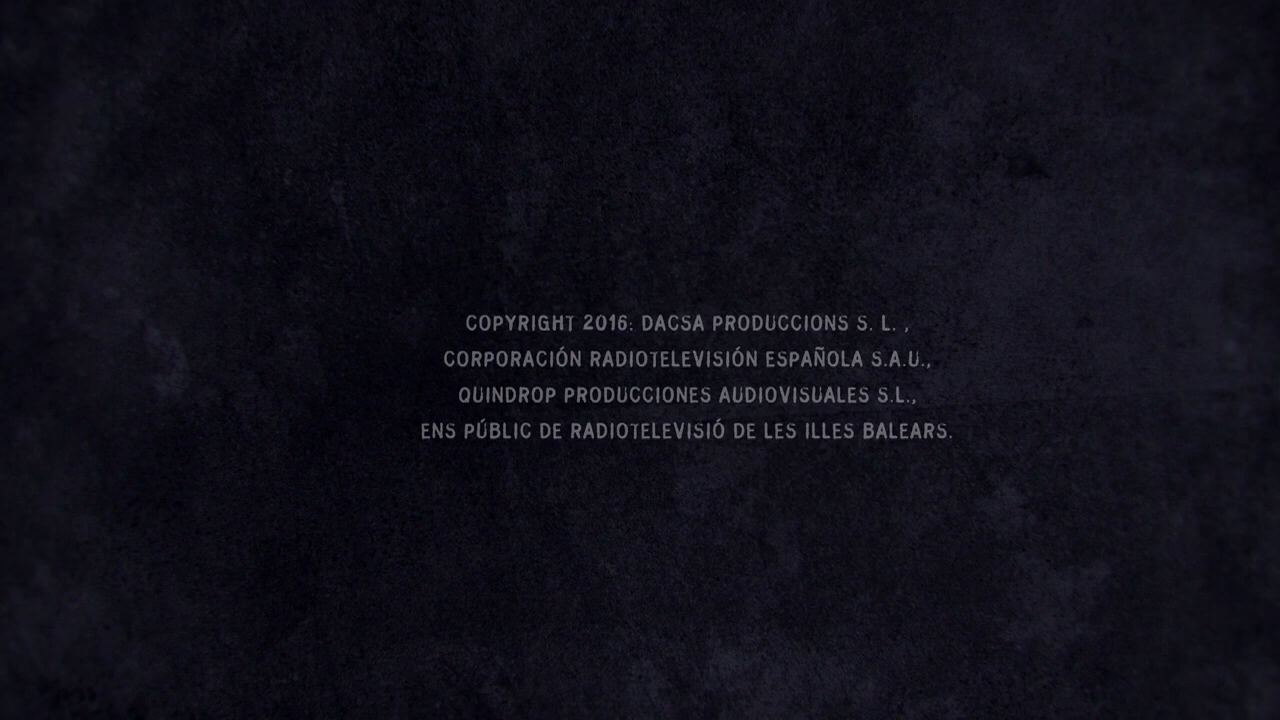 COPYRIGHT 2016: DACSA PRODUCCIONS S. L. ,
CORPORACIÓN RADIOTELEVISIÓN ESPAÑOLA S.A.U.,
QUINDROP PRODUCCIONES AUDIOVISUALES S.L.,
ENS PÚBLIC DE RADIOTELEVISIÓ DE LES ILLES BALEARS.